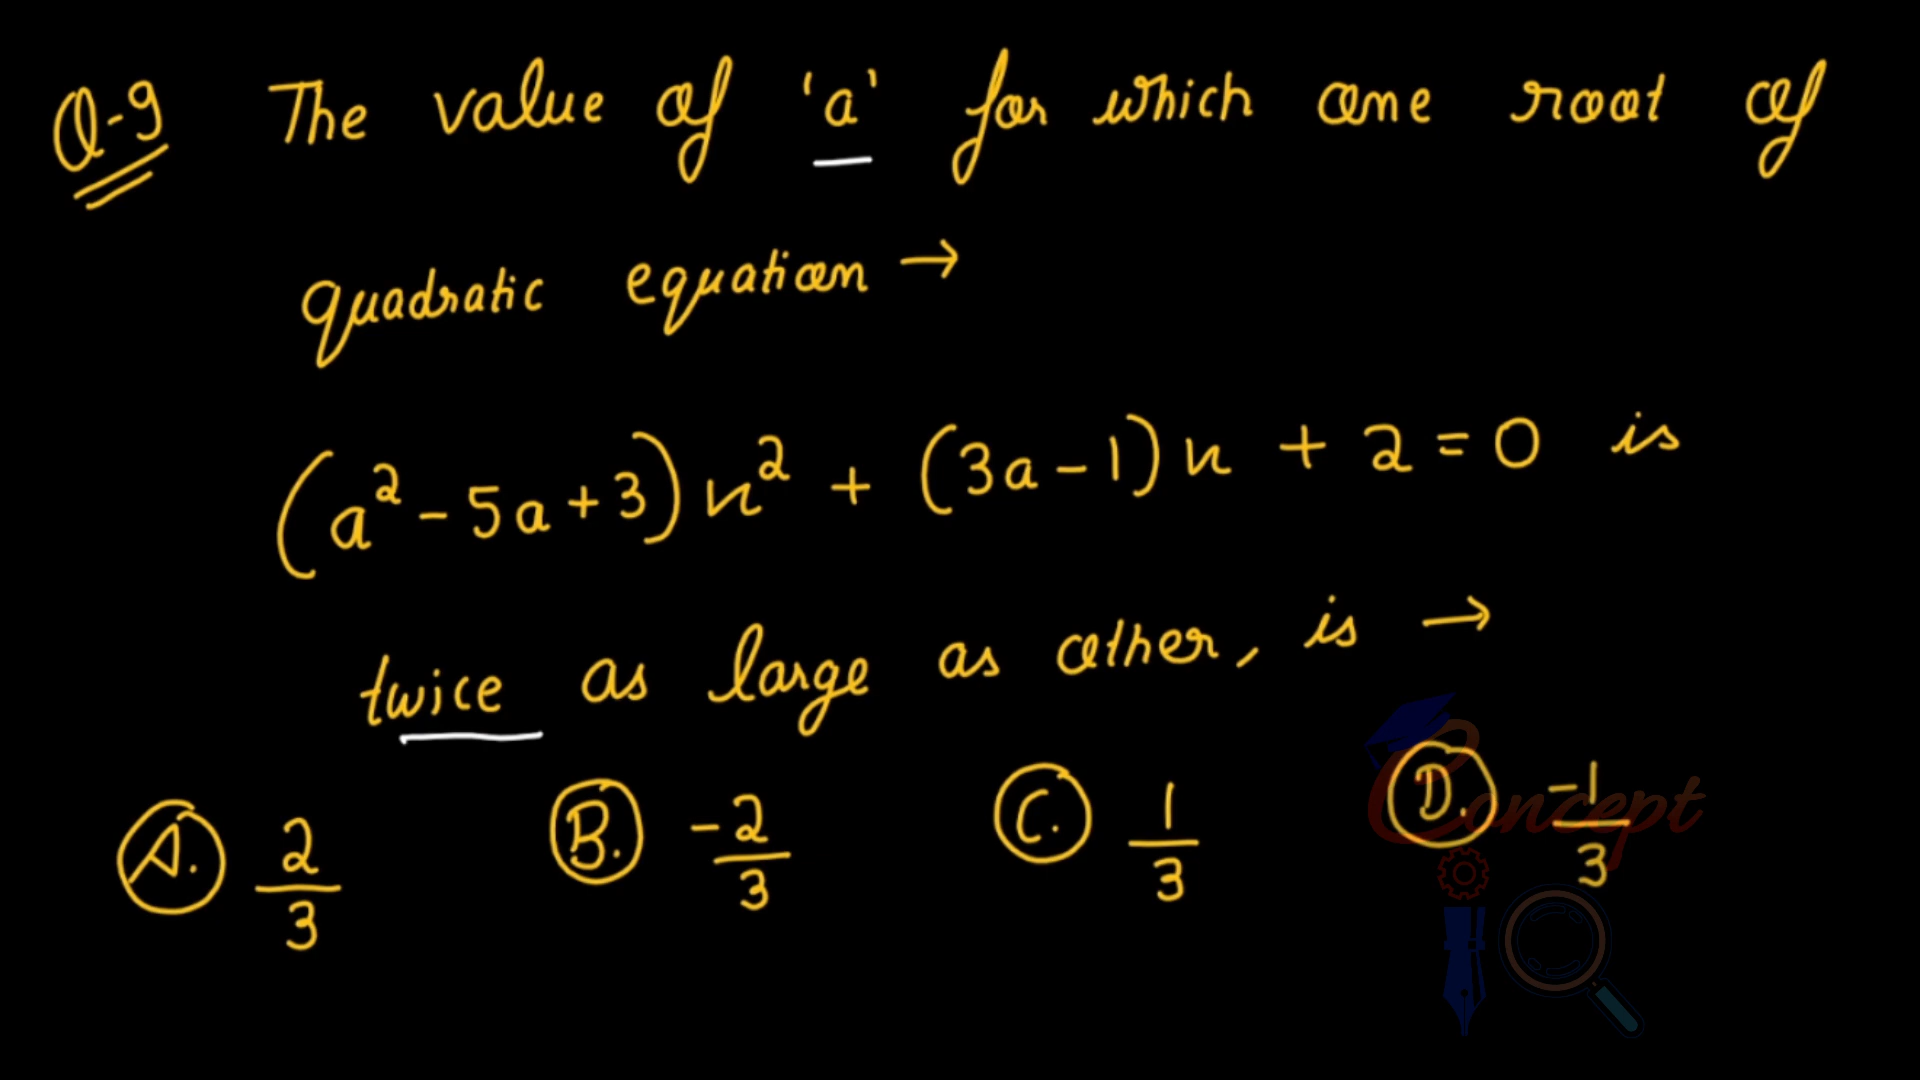 Q-9 The value of 'a' for which one root of
quadratic equation →
(a² - 5a + 3) x² + (3a - 1) x + 2 = 0 is
twice as large as other, is →
A. 2/3 B. -2/3 C. 1/3 D. -1/3
Concept